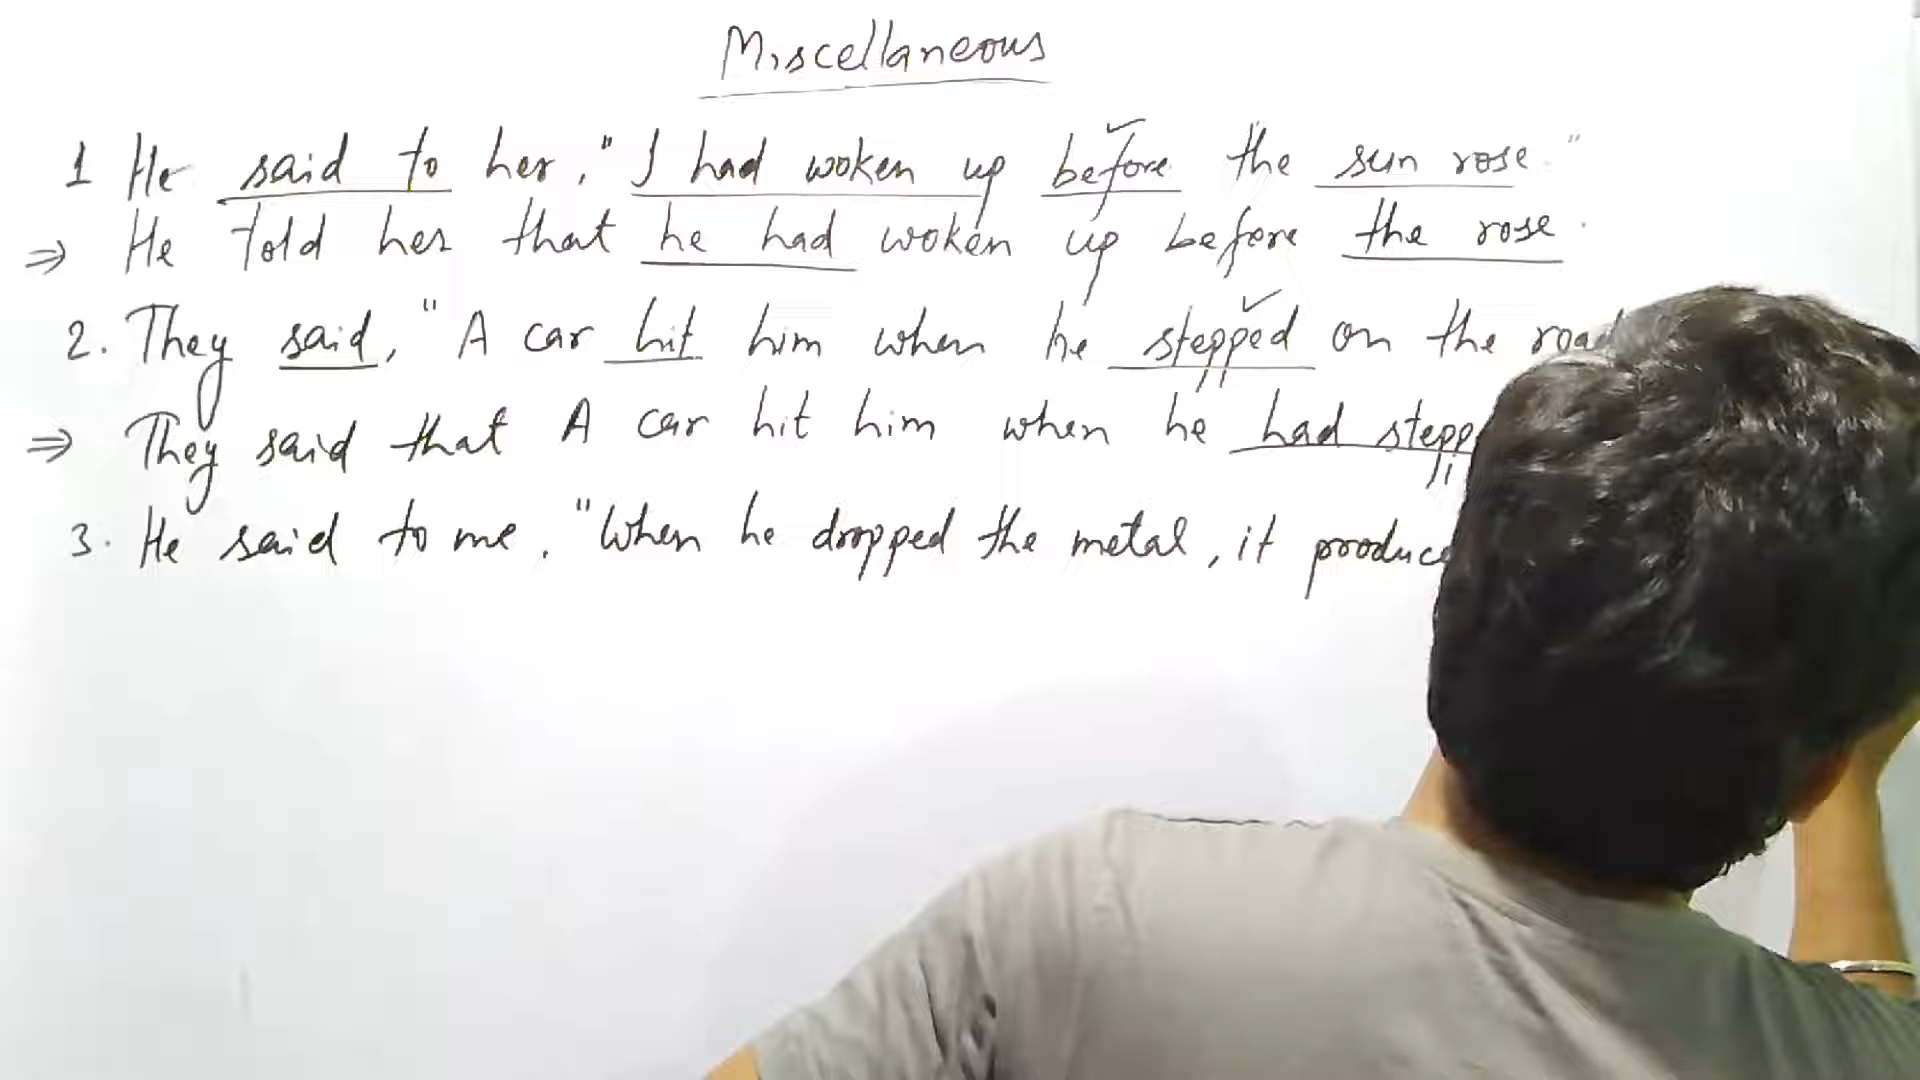 Miscellaneous
1 He said to her, "I had woken up before the sun rose."
⇒ He told her that he had woken up before the rose.
2. They said, "A car hit him when he stepped on the
⇒ They said that A car hit him when he had
3. He said to me, "When he dropped the metal, it